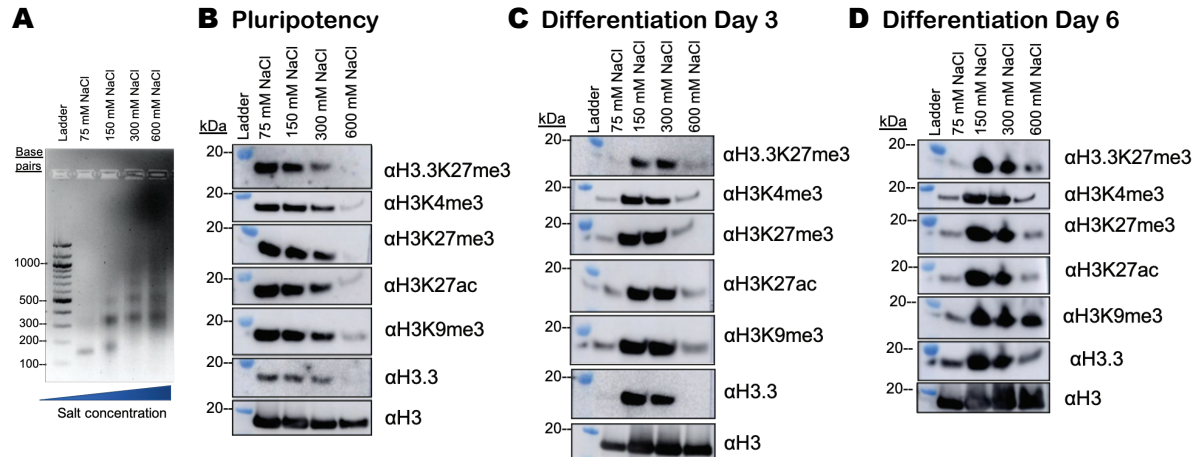 A
Ladder
75 mM NaCl
150 mM NaCl
300 mM NaCl
600 mM NaCl
Base
pairs
1000
500
300
200
100
Salt concentration
B Pluripotency
kDa
Ladder
75 mM NaCl
150 mM NaCl
300 mM NaCl
600 mM NaCl
20- αH3.3K27me3
20- αH3K4me3
20- αH3K27me3
20- αH3K27ac
20- αH3K9me3
20-- αH3.3
20-- αH3
C Differentiation Day 3
kDa
Ladder
75 mM NaCl
150 mM NaCl
300 mM NaCl
600 mM NaCl
20- αH3.3K27me3
20-- αH3K4me3
20- αH3K27me3
20- αH3K27ac
20-- αH3K9me3
20-- αH3.3
20-- αH3
D Differentiation Day 6
kDa
Ladder
75 mM NaCl
150 mM NaCl
300 mM NaCl
600 mM NaCl
20- αH3.3K27me3
20-- αH3K4me3
20- αH3K27me3
20- αH3K27ac
20-- αH3K9me3
20-- αH3.3
20-- αH3